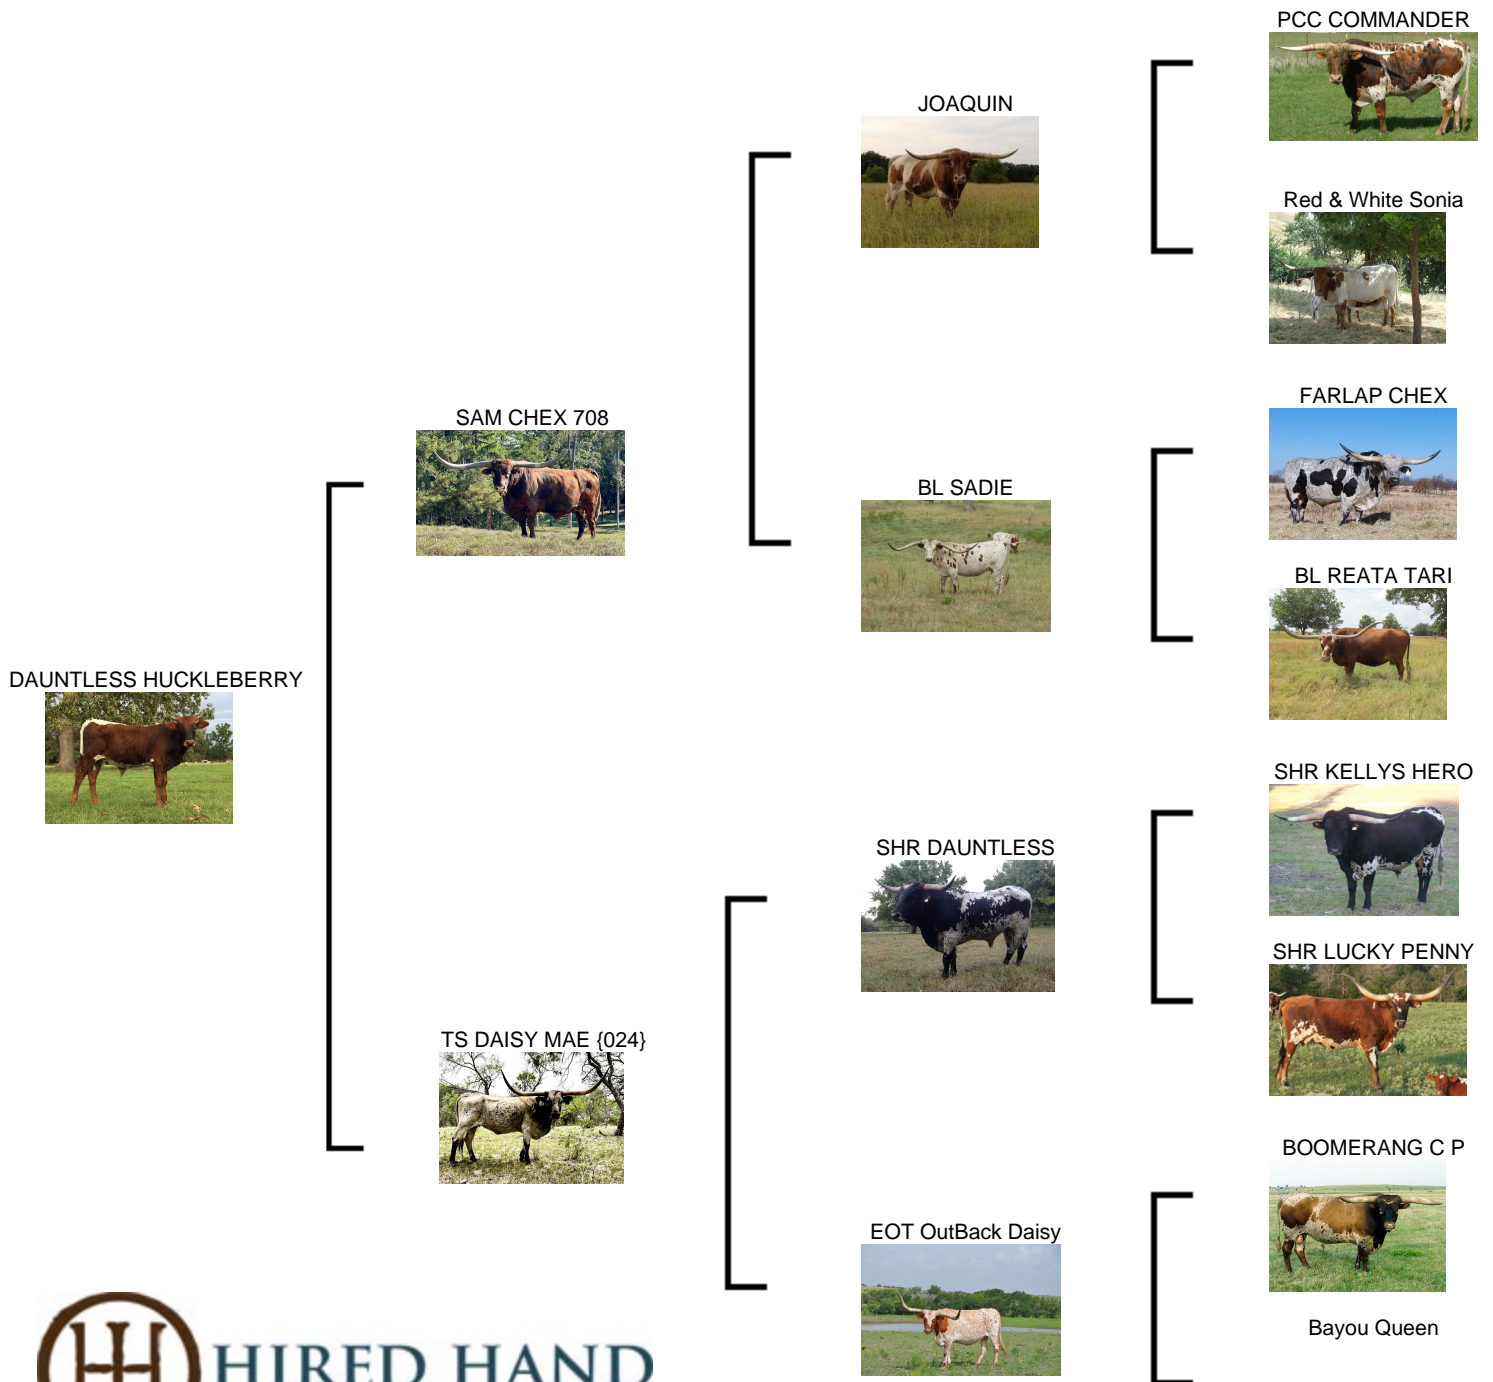 PCC COMMANDER
JOAQUIN
Red & White Sonia
SAM CHEX 708
FARLAP CHEX
BL SADIE
BL REATA TARI
DAUNTLESS HUCKLEBERRY
SHR KELLYS HERO
SHR DAUNTLESS
SHR LUCKY PENNY
TS DAISY MAE {024}
BOOMERANG C P
EOT OutBack Daisy
Bayou Queen
HIRED HAND